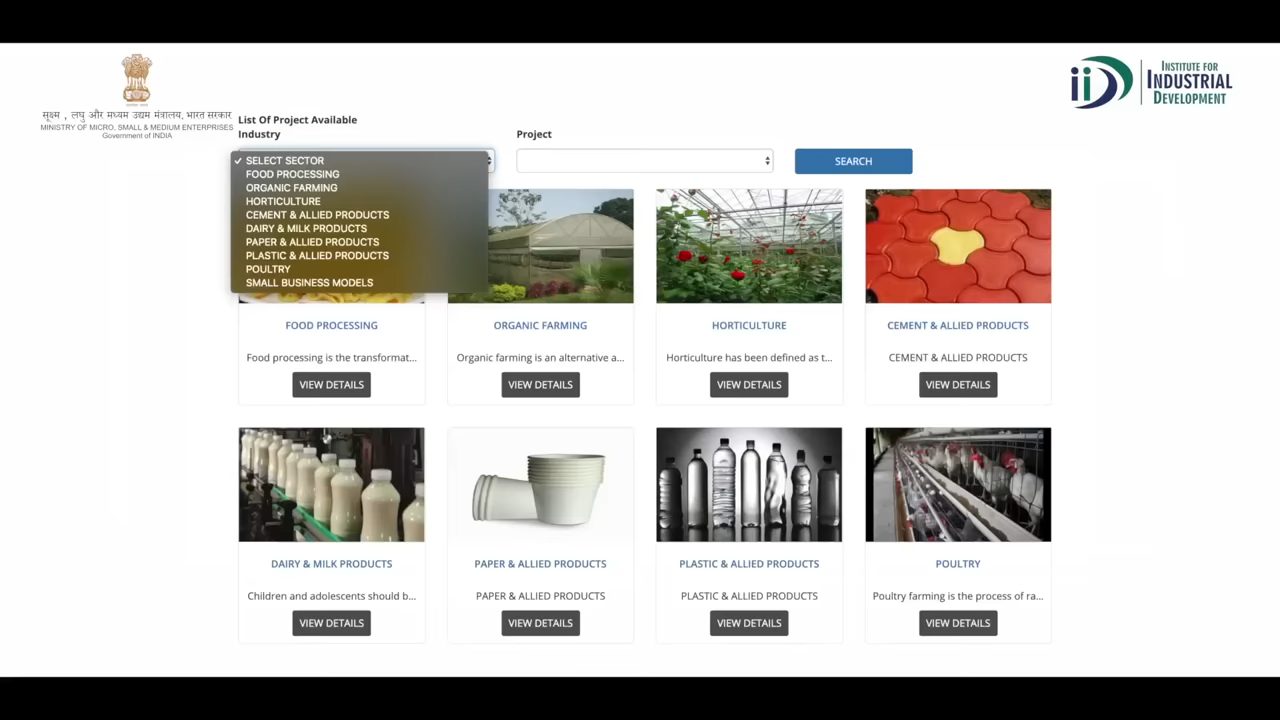 सूक्ष्म , लघु और मध्यम उद्यम मंत्रालय, भारत सरकार
MINISTRY OF MICRO, SMALL & MEDIUM ENTERPRISES
Government of INDIA
INSTITUTE FOR
INDUSTRIAL
DEVELOPMENT
List Of Project Available
Industry
Project
✓ SELECT SECTOR
FOOD PROCESSING
ORGANIC FARMING
HORTICULTURE
CEMENT & ALLIED PRODUCTS
DAIRY & MILK PRODUCTS
PAPER & ALLIED PRODUCTS
PLASTIC & ALLIED PRODUCTS
POULTRY
SMALL BUSINESS MODELS
SEARCH
FOOD PROCESSING
Food processing is the transformat...
VIEW DETAILS
ORGANIC FARMING
Organic farming is an alternative a...
VIEW DETAILS
HORTICULTURE
Horticulture has been defined as t...
VIEW DETAILS
CEMENT & ALLIED PRODUCTS
CEMENT & ALLIED PRODUCTS
VIEW DETAILS
DAIRY & MILK PRODUCTS
Children and adolescents should b...
VIEW DETAILS
PAPER & ALLIED PRODUCTS
PAPER & ALLIED PRODUCTS
VIEW DETAILS
PLASTIC & ALLIED PRODUCTS
PLASTIC & ALLIED PRODUCTS
VIEW DETAILS
POULTRY
Poultry farming is the process of ra...
VIEW DETAILS